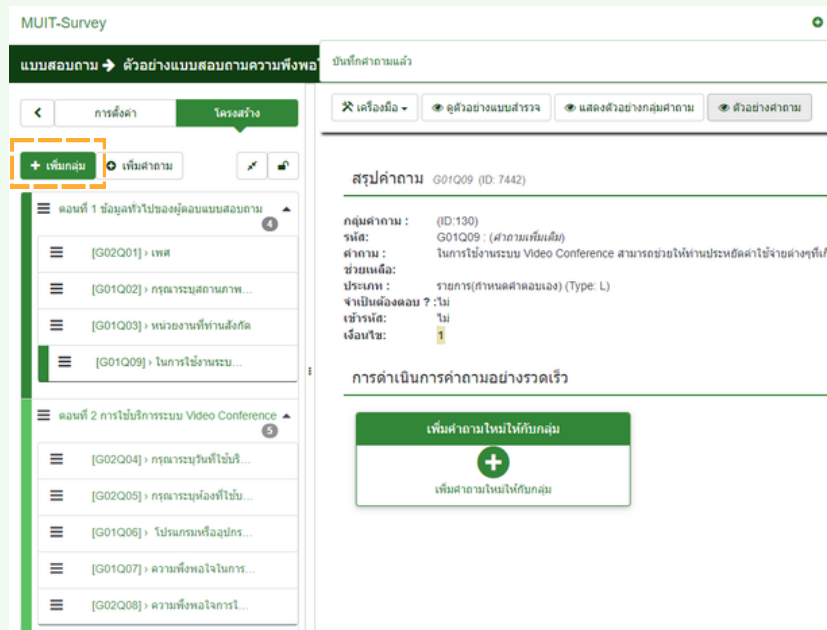 MUIT-Survey
แบบสอบถาม → ตัวอย่างแบบสอบถามความพึงพอ
บันทึกคำถามแล้ว
การตั้งค่า
โครงสร้าง
เครื่องมือ
ดูตัวอย่างแบบสำรวจ
แสดงตัวอย่างกลุ่มคำถาม
ตัวอย่างคำถาม
+ เพิ่มกลุ่ม
เพิ่มคำถาม
ตอนที่ 1 ข้อมูลทั่วไปของผู้ตอบแบบสอบถาม
4
[G02Q01] › เพศ
[G01Q02] › กรุณาระบุสถานภาพ...
[G01Q03] › หน่วยงานที่ท่านสังกัด
[G01Q09] › ในการใช้งานระบ...
ตอนที่ 2 การใช้บริการระบบ Video Conference
5
[G02Q04] › กรุณาระบุวันที่ใช้บริ...
[G02Q05] › กรุณาระบุห้องที่ใช้บ...
[G01Q06] › โปรแกรมหรืออุปกร...
[G01Q07] › ความพึงพอใจในการ...
[G02Q08] › ความพึงพอใจการใ...
สรุปคำถาม G01Q09 (ID: 7442)
กลุ่มคำถาม : (ID:130)
รหัส: G01Q09 : (คำถามเพิ่มเติม)
คำถาม : ในการใช้งานระบบ Video Conference สามารถช่วยให้ท่านประหยัดค่าใช้จ่ายต่างๆที่เกิ
ช่วยเหลือ:
ประเภท : รายการ(กำหนดคำตอบเอง) (Type: L)
จำเป็นต้องตอบ ? :ไม่
เข้ารหัส: ไม่
เงื่อนไข: 1
การดำเนินการคำถามอย่างรวดเร็ว
เพิ่มคำถามใหม่ให้กับกลุ่ม
เพิ่มคำถามใหม่ให้กับกลุ่ม